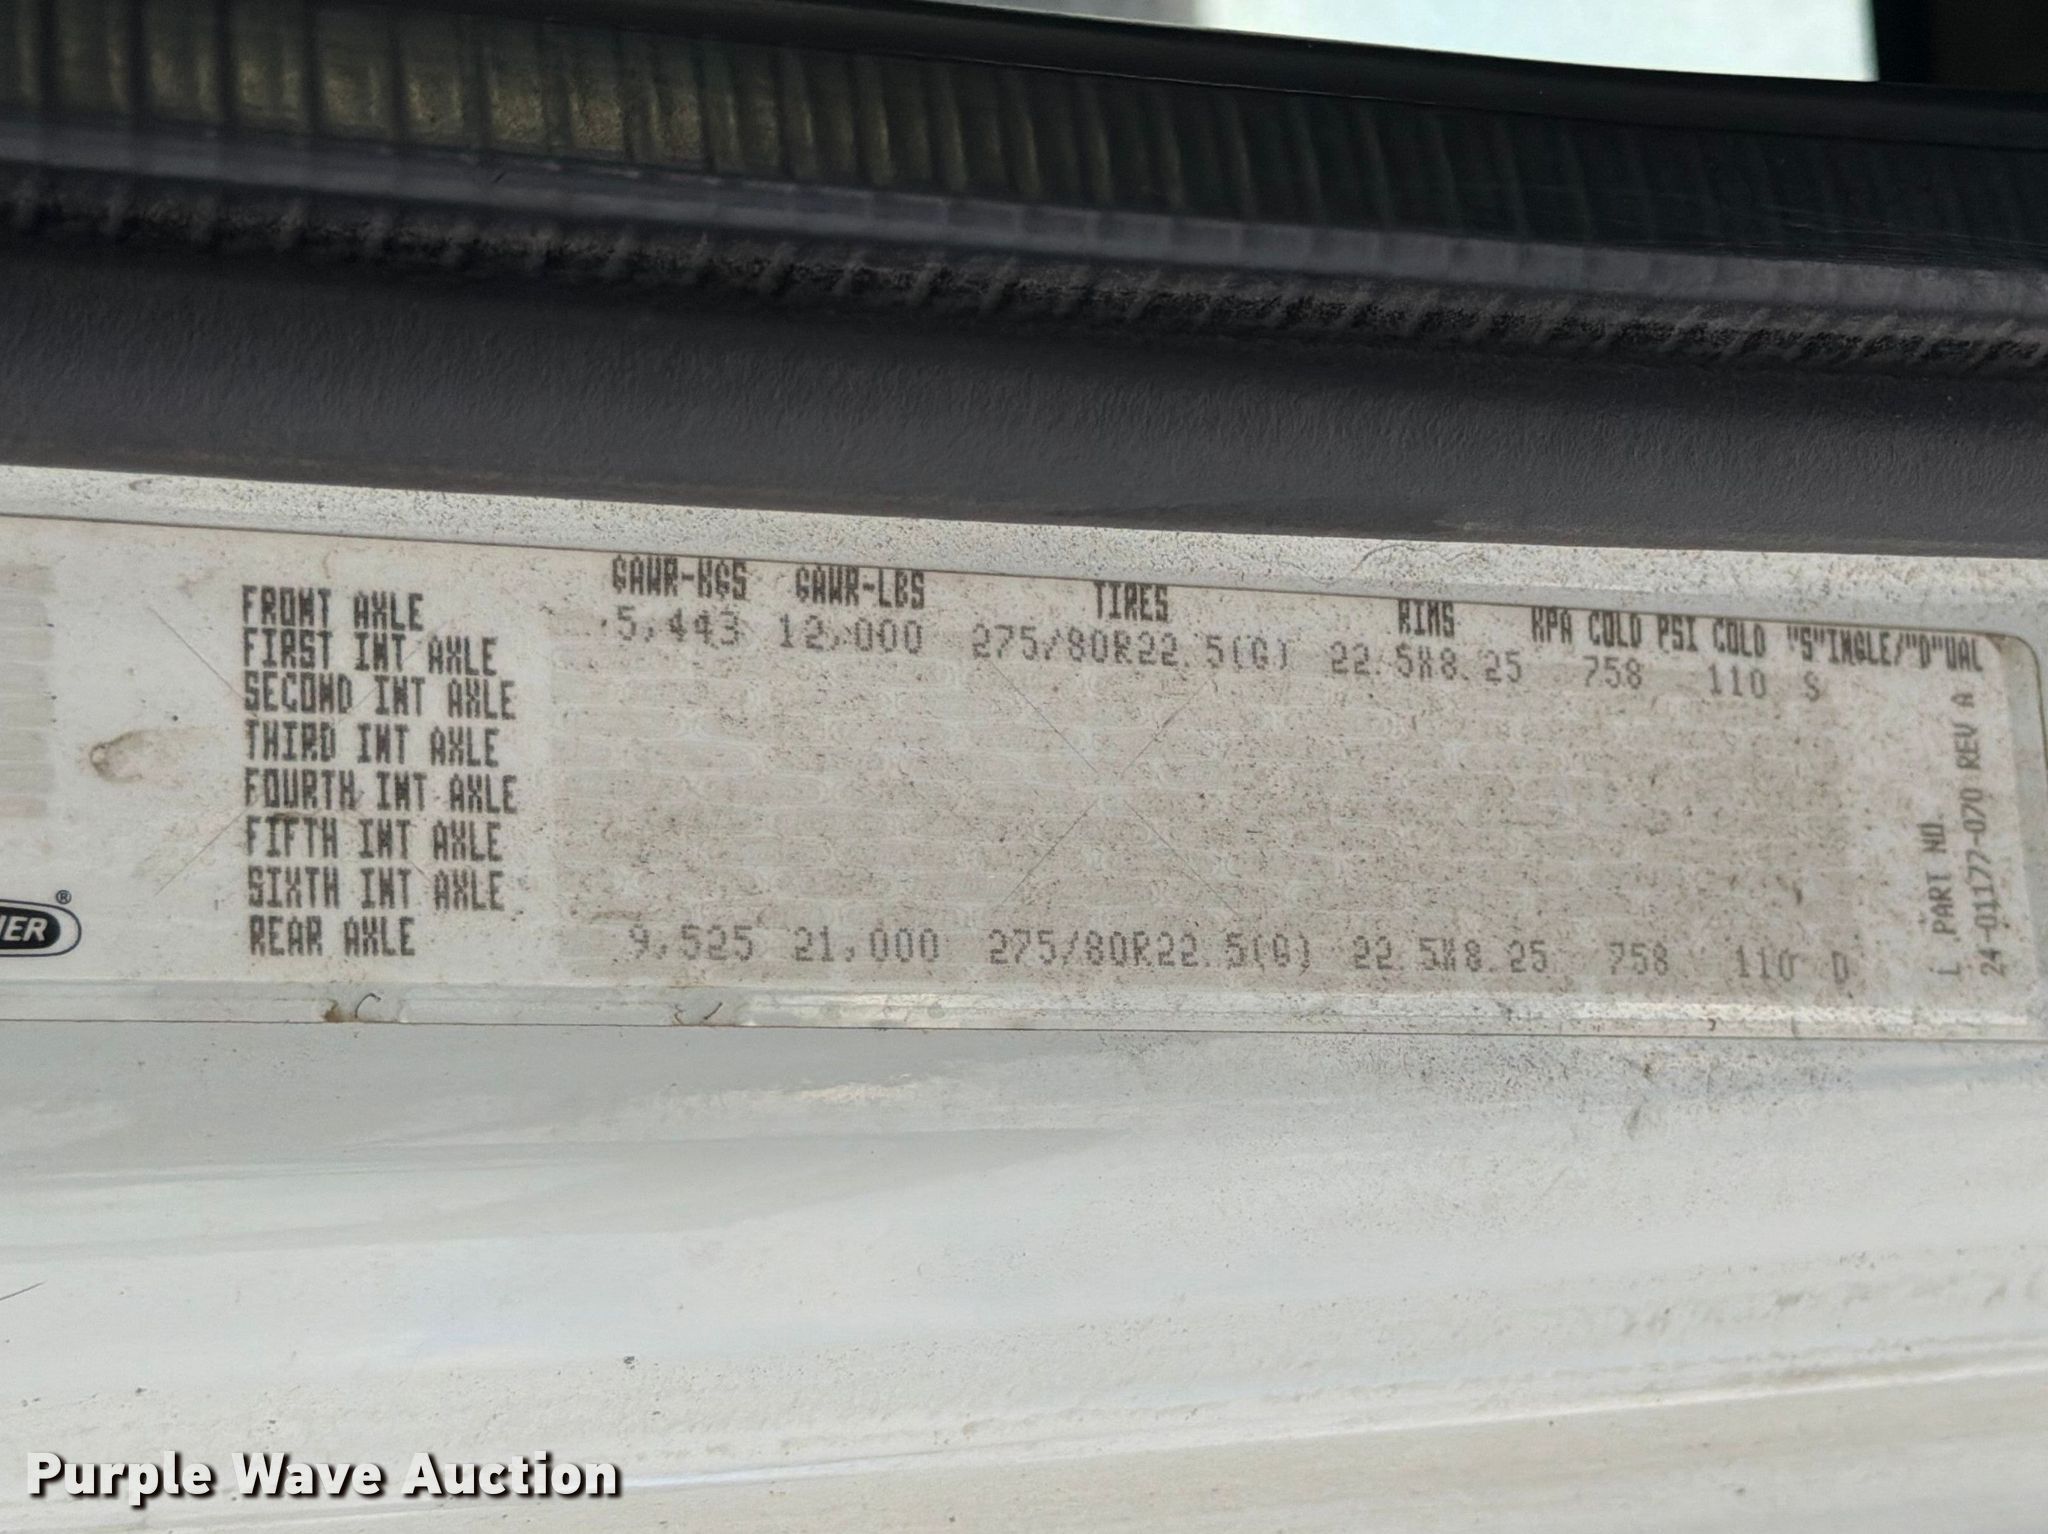 GAWR-KGS GAWR-LBS TIRES RIMS KPA COLD PSI COLD "S"INGLE/"D"UAL
FRONT AXLE 5,443 12,000 275/80R22.5(G) 22.5X8.25 758 110 S
FIRST INT AXLE
SECOND INT AXLE
THIRD INT AXLE
FOURTH INT AXLE
FIFTH INT AXLE
SIXTH INT AXLE
REAR AXLE 9,525 21,000 275/80R22.5(G) 22.5X8.25 758 110 D
L PART NO.
24-01177-070 REV A
Purple Wave Auction